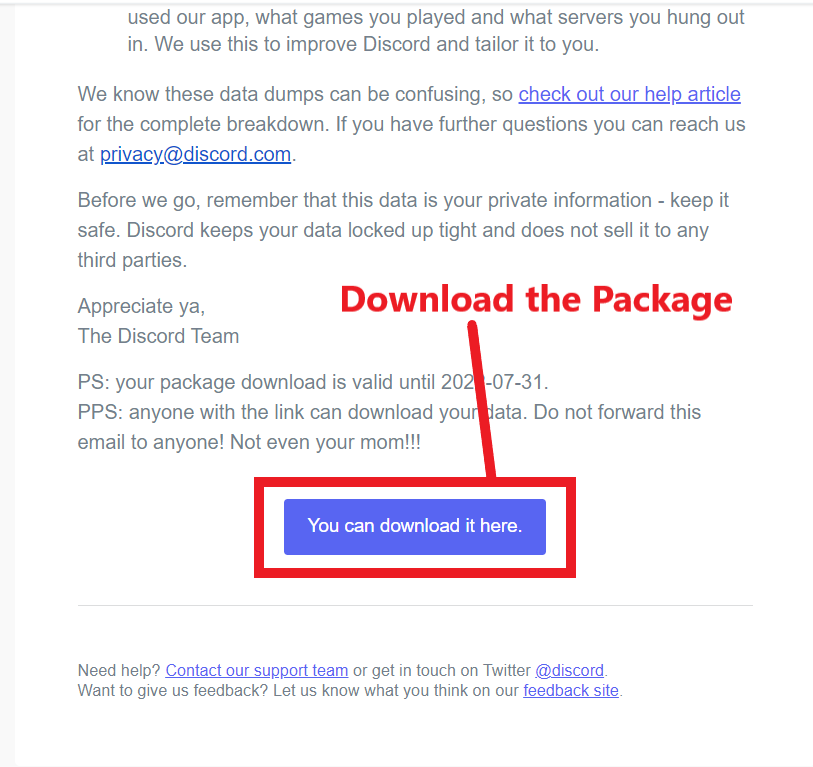 used our app, what games you played and what servers you hung out
in. We use this to improve Discord and tailor it to you.
We know these data dumps can be confusing, so check out our help article
for the complete breakdown. If you have further questions you can reach us
at privacy@discord.com.
Before we go, remember that this data is your private information - keep it
safe. Discord keeps your data locked up tight and does not sell it to any
third parties.
Appreciate ya,
The Discord Team
Download the Package
PS: your package download is valid until
PPS: anyone with the link can download your data. Do not forward this
email to anyone! Not even your mom!!!
You can download it here.
Need help? Contact our support team or get in touch on Twitter @discord.
Want to give us feedback? Let us know what you think on our feedback site.